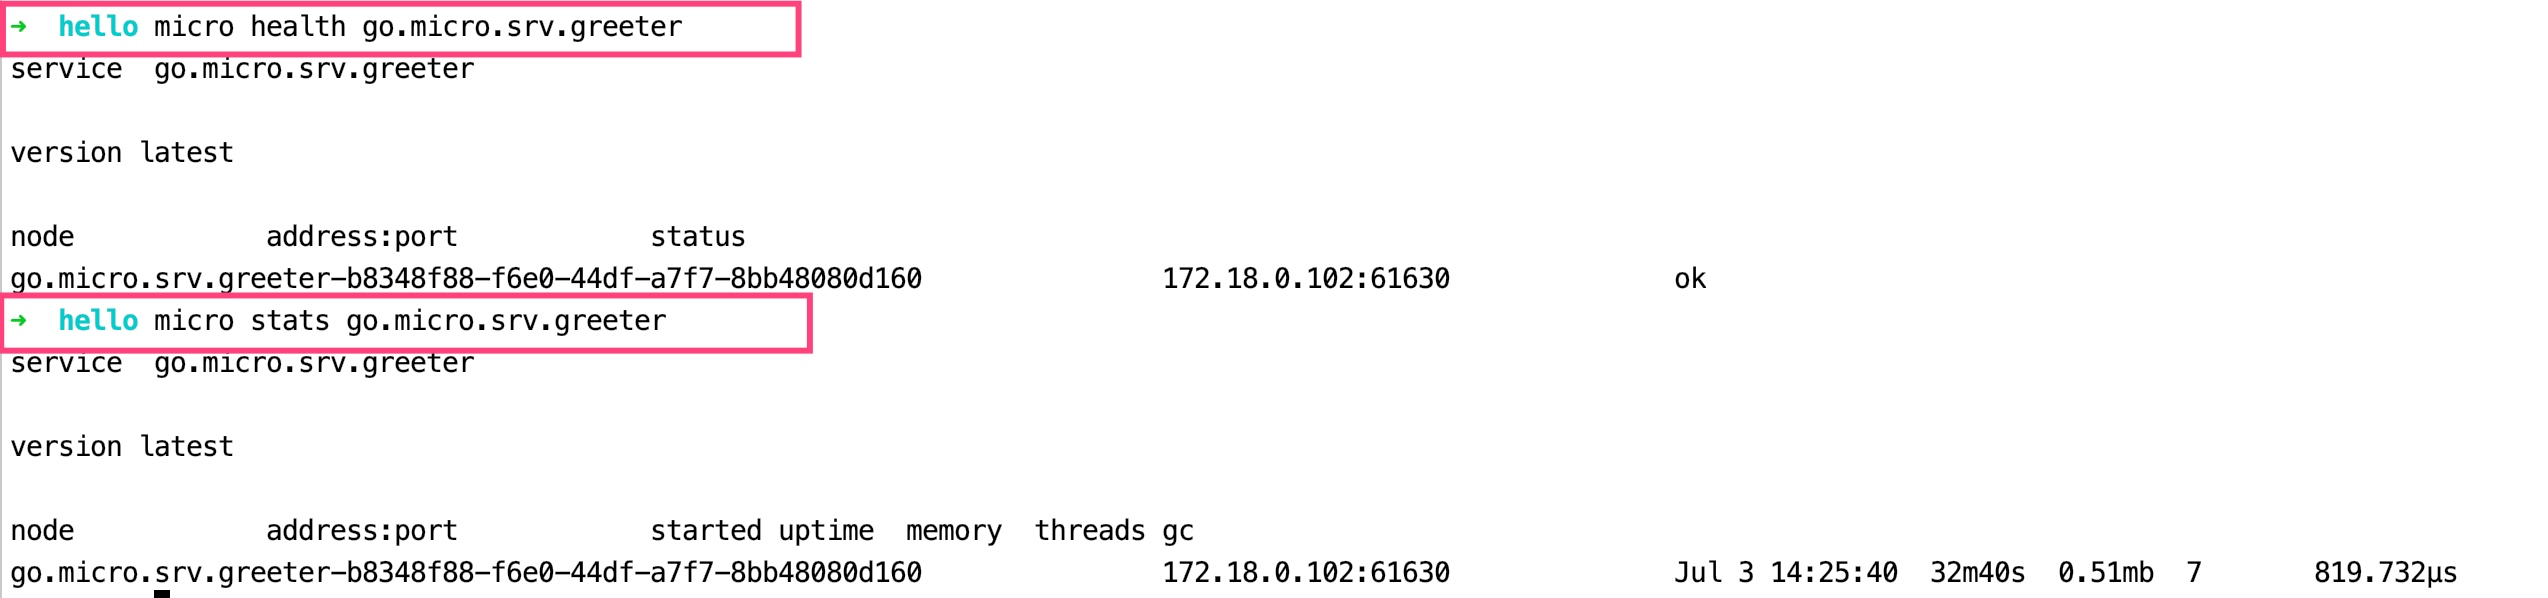 ➜ hello micro health go.micro.srv.greeter
service go.micro.srv.greeter
version latest
node address:port status
go.micro.srv.greeter-b8348f88-f6e0-44df-a7f7-8bb48080d160 172.18.0.102:61630 ok
➜ hello micro stats go.micro.srv.greeter
service go.micro.srv.greeter
version latest
node address:port started uptime memory threads gc
go.micro.srv.greeter-b8348f88-f6e0-44df-a7f7-8bb48080d160 172.18.0.102:61630 Jul 3 14:25:40 32m40s 0.51mb 7 819.732µs